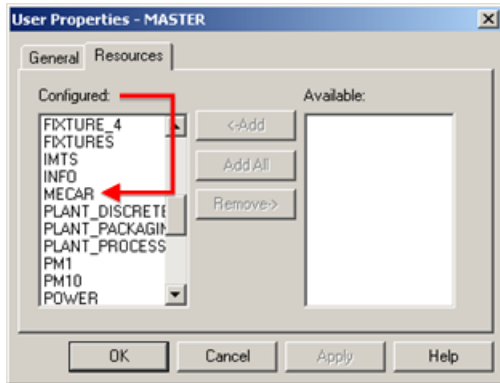 User Properties - MASTER
General
Resources
Configured:
Available:
FIXTURE_4
FIXTURES
IMTS
INFO
MECAR
PLANT_DISCRETE
PLANT_PACKAGIN
PLANT_PROCESS
PM1
PM10
POWER
<-Add
Add All
Remove->
OK
Cancel
Apply
Help